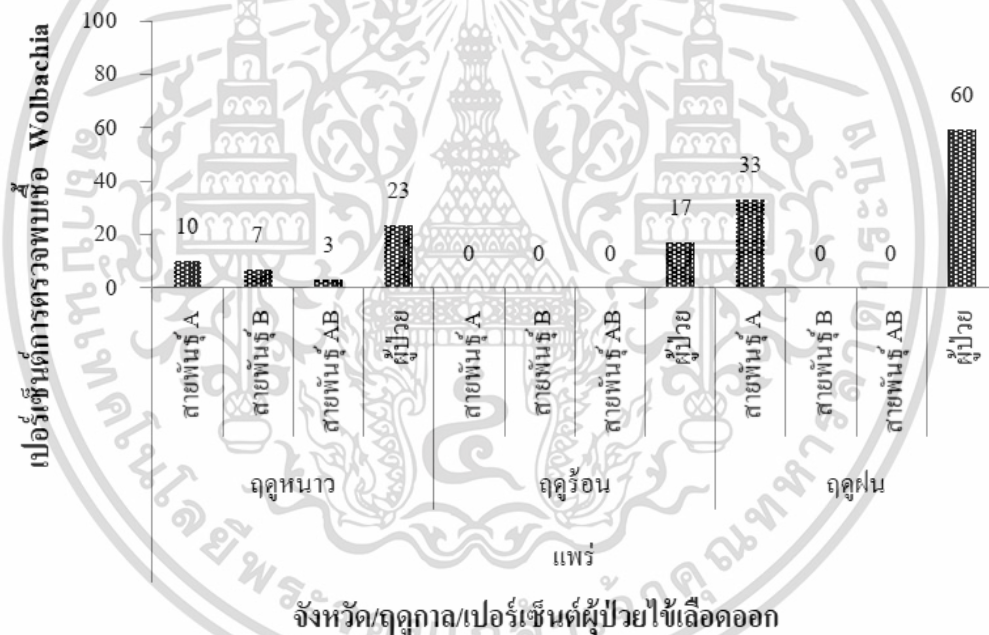 เปอร์เซ็นต์การตรวจพบเชื้อ Wolbachia
100
80
60
40
20
0
10
7
3
23
0
0
0
17
33
0
0
60
สายพันธุ์ A
สายพันธุ์ B
สายพันธุ์ AB
ผู้ป่วย
สายพันธุ์ A
สายพันธุ์ B
สายพันธุ์ AB
ผู้ป่วย
สายพันธุ์ A
สายพันธุ์ B
สายพันธุ์ AB
ผู้ป่วย
ฤดูหนาว
ฤดูร้อน
ฤดูฝน
แพร่
จังหวัด/ฤดูกาล/เปอร์เซ็นต์ผู้ป่วยไข้เลือดออก